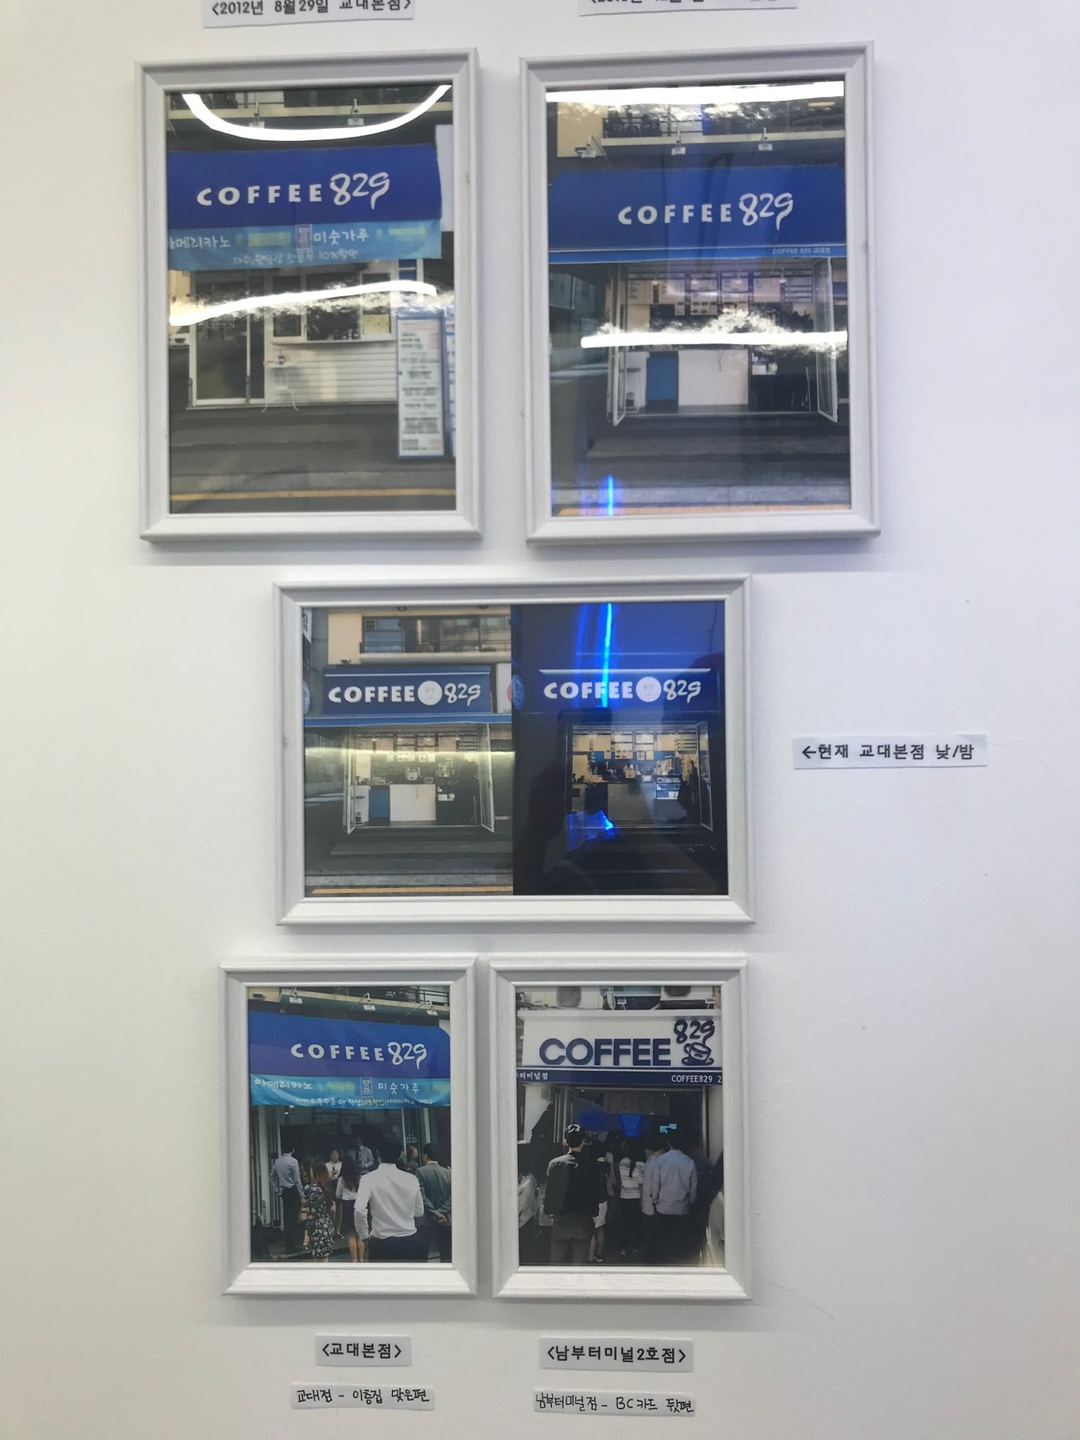 <2012년 8월29일 교대본점>
COFFEE 829
아메리카노 미숫가루
COFFEE 829
COFFEE 829 교대점
COFFEE 829
COFFEE 829
←현재 교대본점 낮/밤
COFFEE 829
아메리카노 미숫가루
829
COFFEE
부터미널점 COFFEE829 2
<교대본점>
<남부터미널2호점>
교대점 - 이층집 맞은편
남부터미널점 - BC카드 뒷편